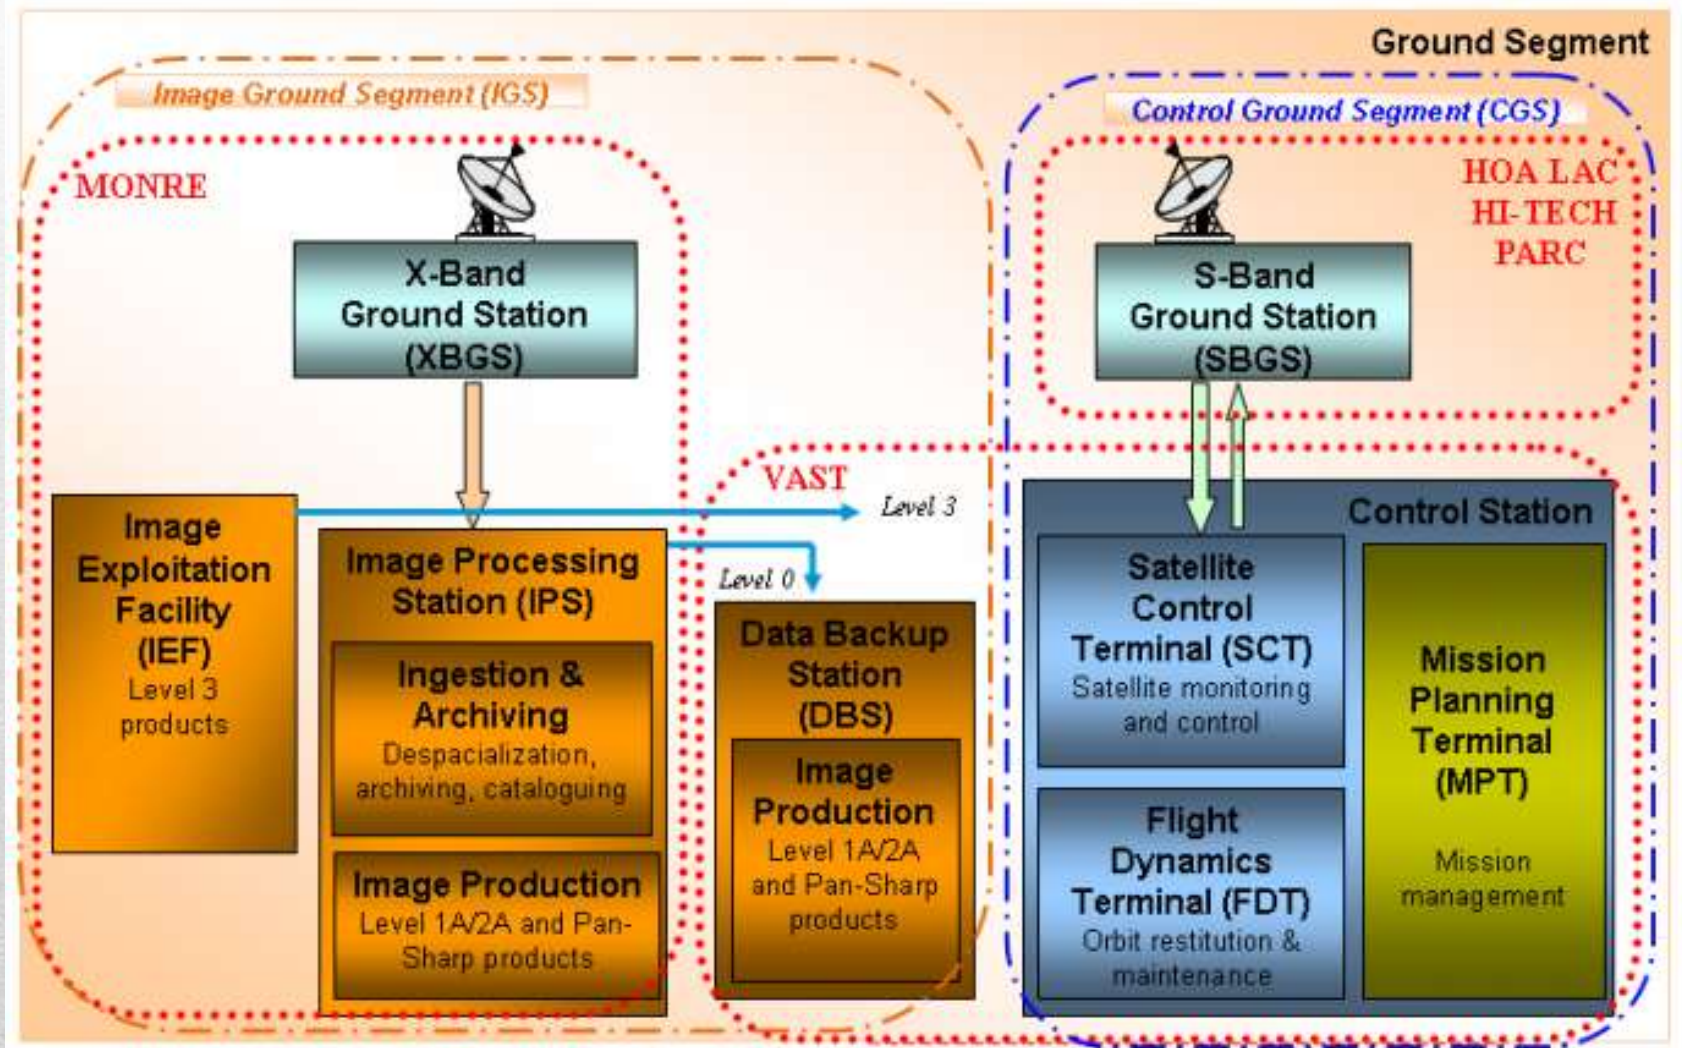 Ground Segment
Image Ground Segment (IGS)
Control Ground Segment (CGS)
MONRE
HOA LAC
HI-TECH
PARC
X-Band
Ground Station
(XBGS)
S-Band
Ground Station
(SBGS)
VAST
Level 3
Level 0
Image
Exploitation
Facility
(IEF)
Level 3
products
Image Processing
Station (IPS)
Ingestion &
Archiving
Despacialization,
archiving, cataloguing
Image Production
Level 1A/2A and Pan-
Sharp products
Data Backup
Station
(DBS)
Image
Production
Level 1A/2A
and Pan-Sharp
products
Control Station
Satellite
Control
Terminal (SCT)
Satellite monitoring
and control
Flight
Dynamics
Terminal (FDT)
Orbit restitution &
maintenance
Mission
Planning
Terminal
(MPT)
Mission
management